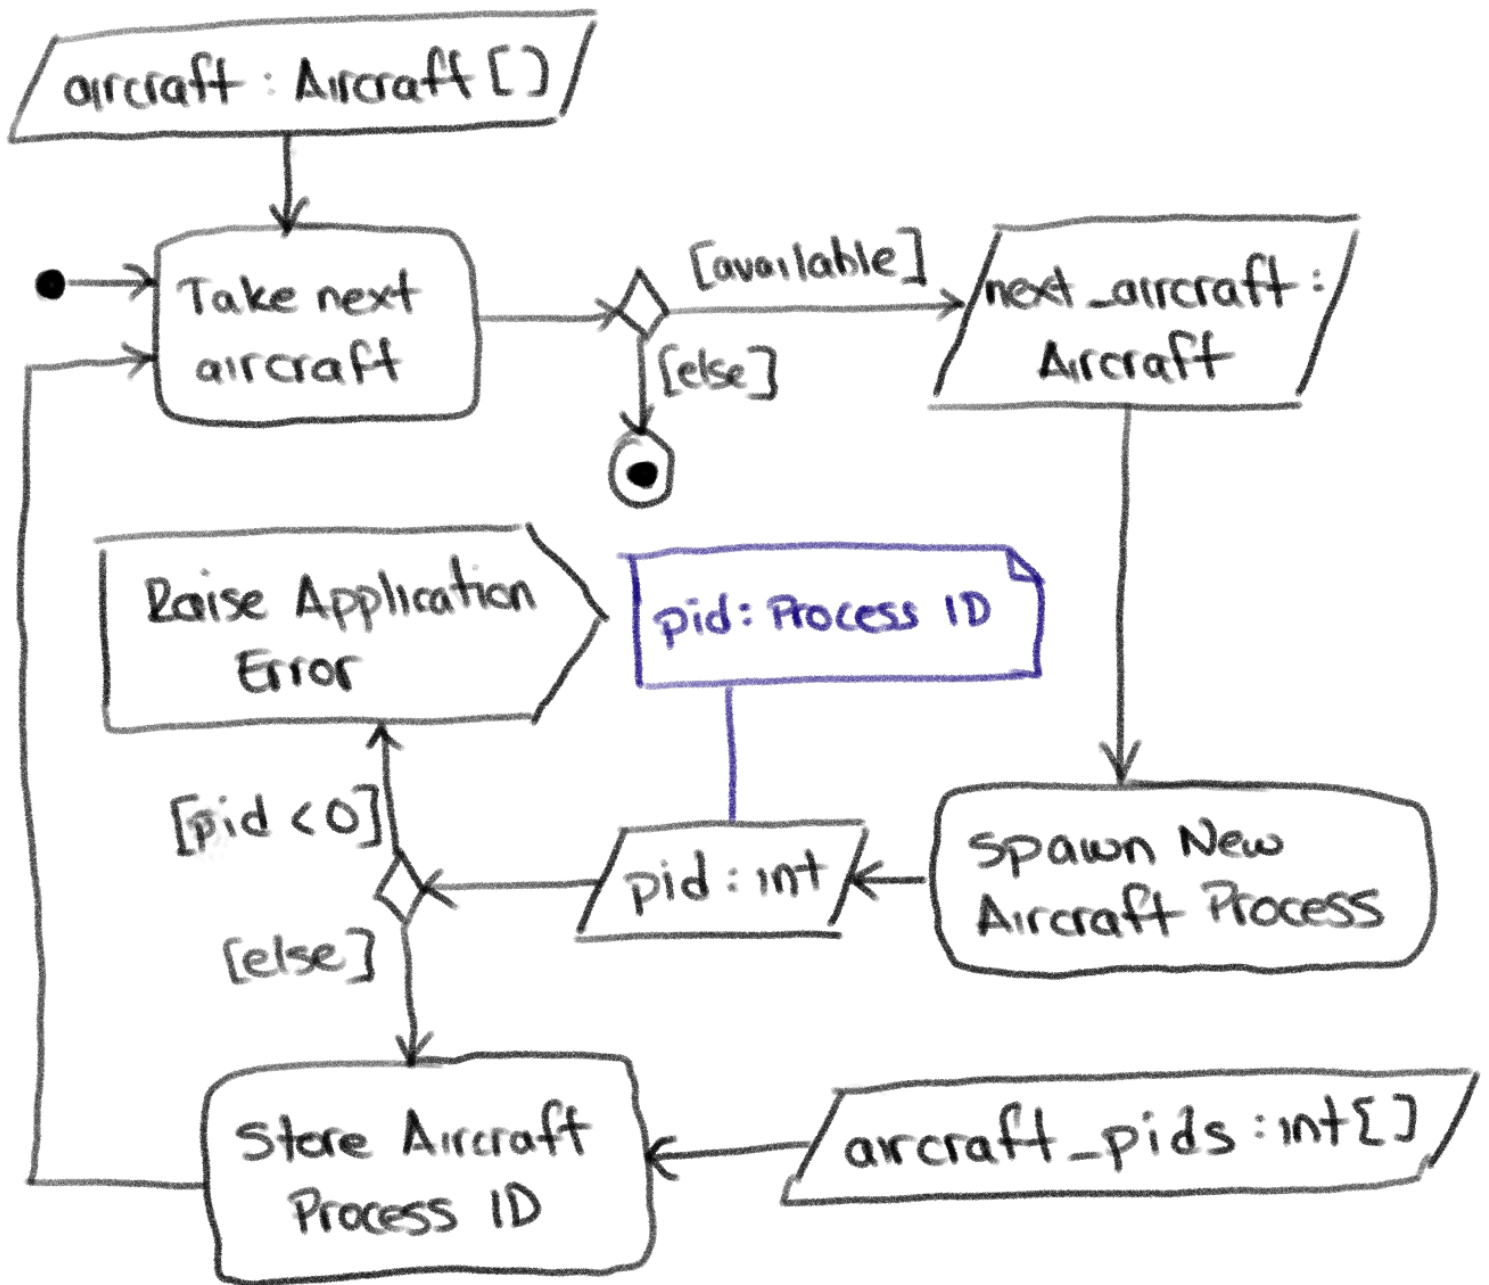 aircraft : Aircraft []
Take next
aircraft
[available]
[else]
next_aircraft :
Aircraft
Raise Application
Error
pid: Process ID
[pid < 0]
pid : int
Spawn New
Aircraft Process
[else]
Store Aircraft
Process ID
aircraft_pids : int[]